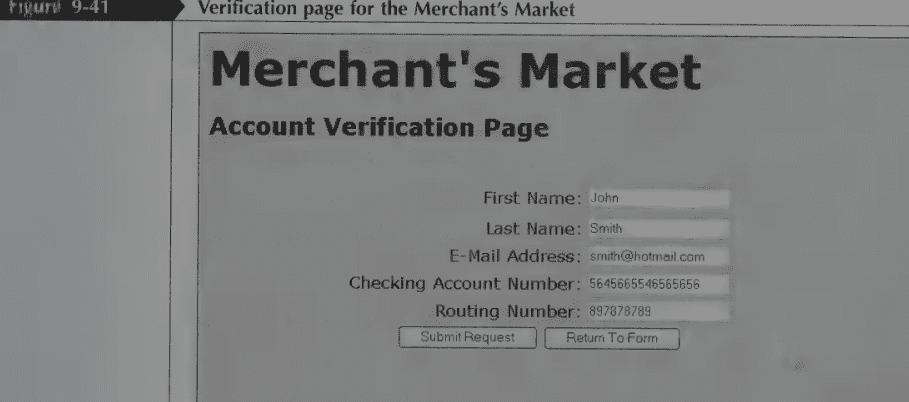 Figure 9-41 Verification page for the Merchant's Market
Merchant's Market
Account Verification Page
First Name: John
Last Name: Smith
E-Mail Address: smith@hotmail.com
Checking Account Number: 5645665546565656
Routing Number: 897878789
Submit Request Return To Form